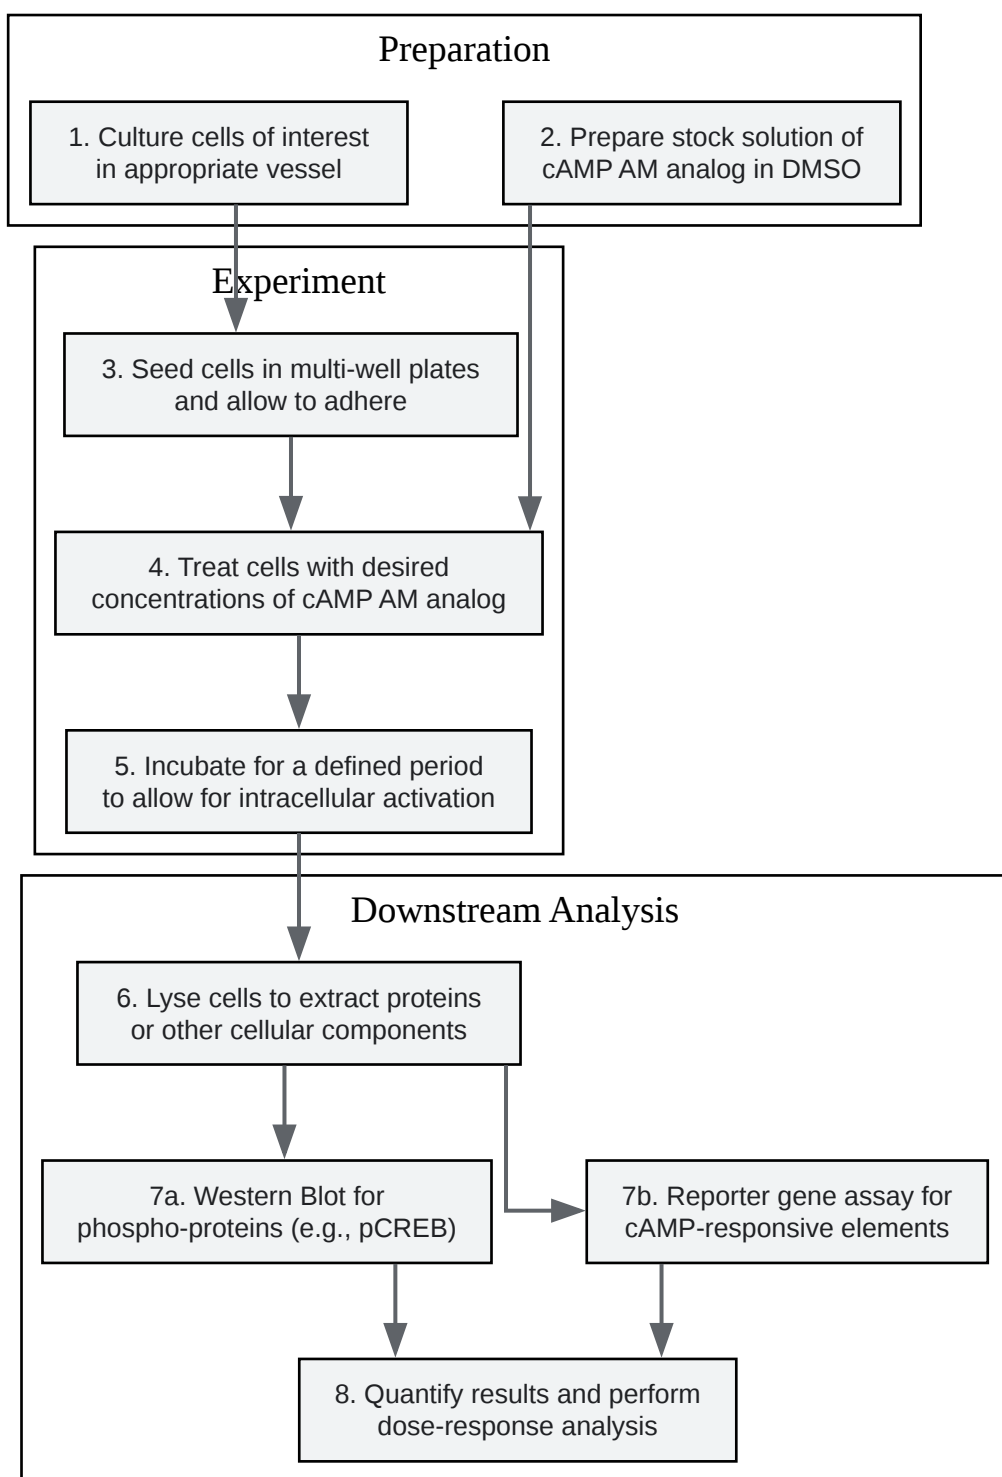 Preparation
1. Culture cells of interest
in appropriate vessel
2. Prepare stock solution of
cAMP AM analog in DMSO
Experiment
3. Seed cells in multi-well plates
and allow to adhere
4. Treat cells with desired
concentrations of cAMP AM analog
5. Incubate for a defined period
to allow for intracellular activation
Downstream Analysis
6. Lyse cells to extract proteins
or other cellular components
7a. Western Blot for
phospho-proteins (e.g., pCREB)
7b. Reporter gene assay for
cAMP-responsive elements
8. Quantify results and perform
dose-response analysis